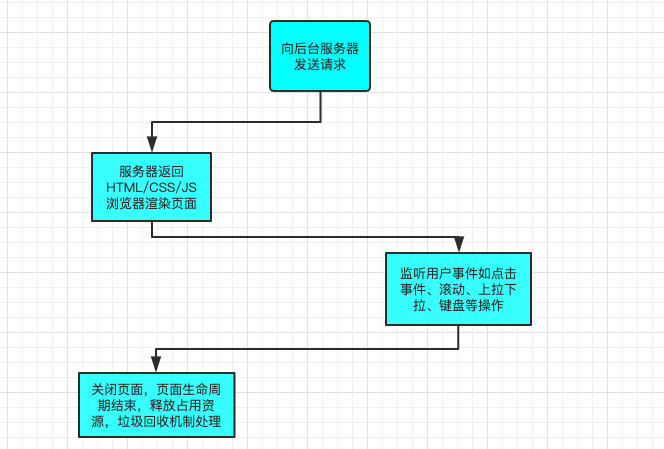 向后台服务器
发送请求
服务器返回
HTML/CSS/JS
浏览器渲染页面
监听用户事件如点击
事件、滚动、上拉下
拉、键盘等操作
关闭页面，页面生命周
期结束，释放占用资
源，垃圾回收机制处理